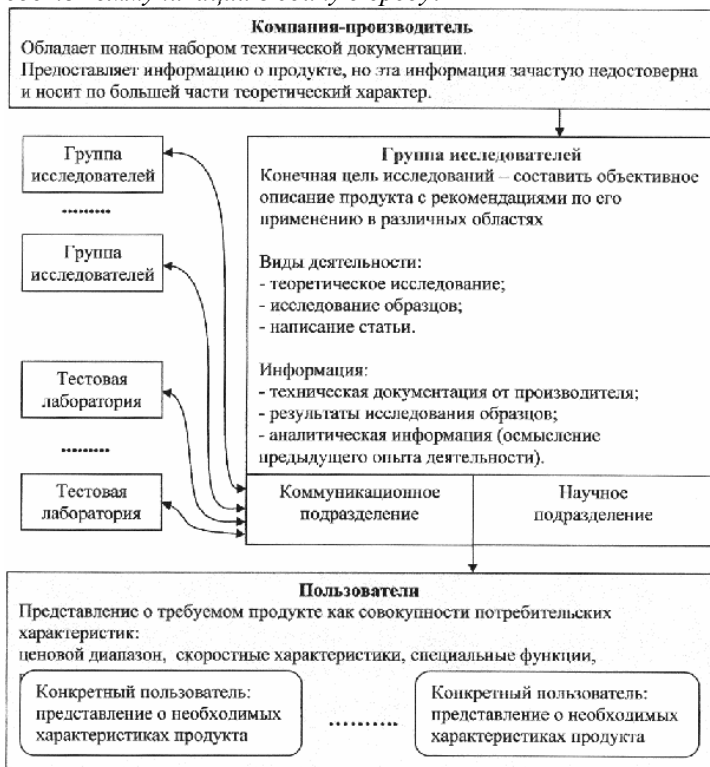 Компания-производитель
Обладает полным набором технической документации.
Предоставляет информацию о продукте, но эта информация зачастую недостоверна
и носит по большей части теоретический характер.
Группа
исследователей
.........
Группа
исследователей
Тестовая
лаборатория
.........
Тестовая
лаборатория
Группа исследователей
Конечная цель исследований – составить объективное
описание продукта с рекомендациями по его
применению в различных областях
Виды деятельности:
- теоретическое исследование;
- исследование образцов;
- написание статьи.
Информация:
- техническая документация от производителя;
- результаты исследования образцов;
- аналитическая информация (осмысление
предыдущего опыта деятельности).
Коммуникационное
подразделение
Научное
подразделение
Пользователи
Представление о требуемом продукте как совокупности потребительских
характеристик:
ценовой диапазон, скоростные характеристики, специальные функции,
Конкретный пользователь:
представление о необходимых
характеристиках продукта
..........
Конкретный пользователь:
представление о необходимых
характеристиках продукта